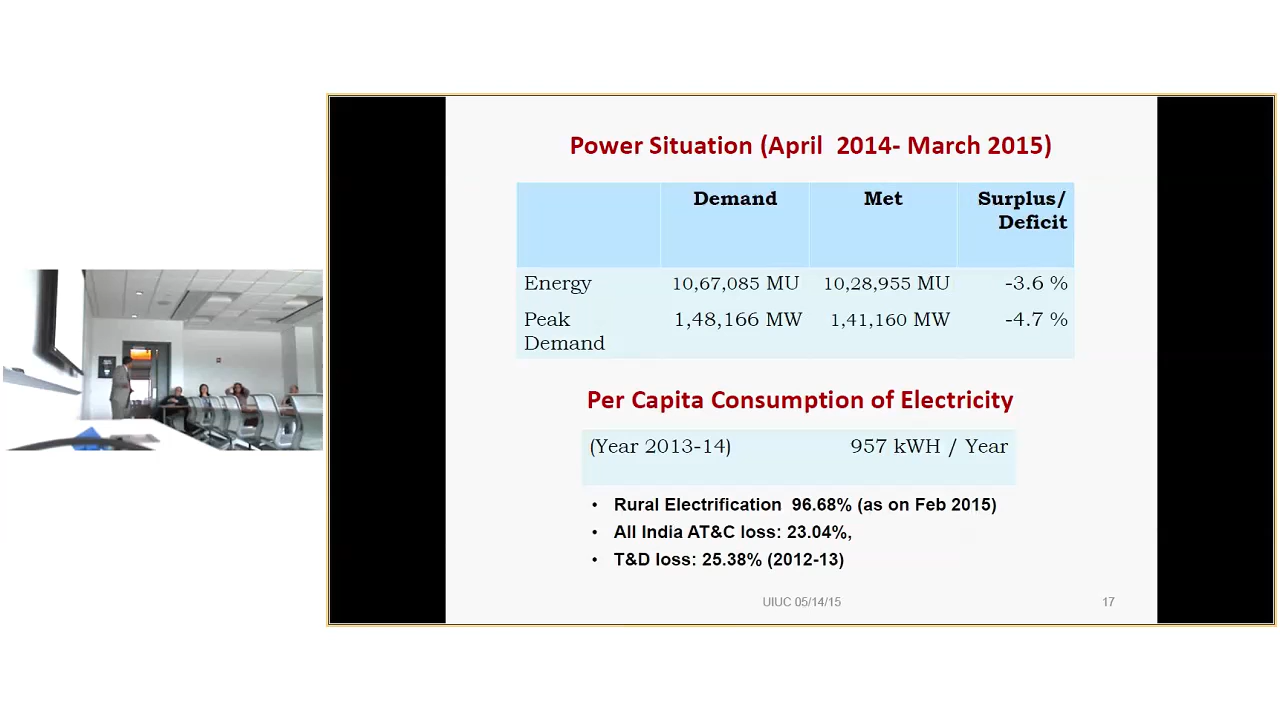 Power Situation (April 2014- March 2015)
Demand Met Surplus/
Deficit
Energy 10,67,085 MU 10,28,955 MU -3.6 %
Peak 1,48,166 MW 1,41,160 MW -4.7 %
Demand
Per Capita Consumption of Electricity
(Year 2013-14) 957 kWH / Year
• Rural Electrification 96.68% (as on Feb 2015)
• All India AT&C loss: 23.04%,
• T&D loss: 25.38% (2012-13)
UIUC 05/14/15 17